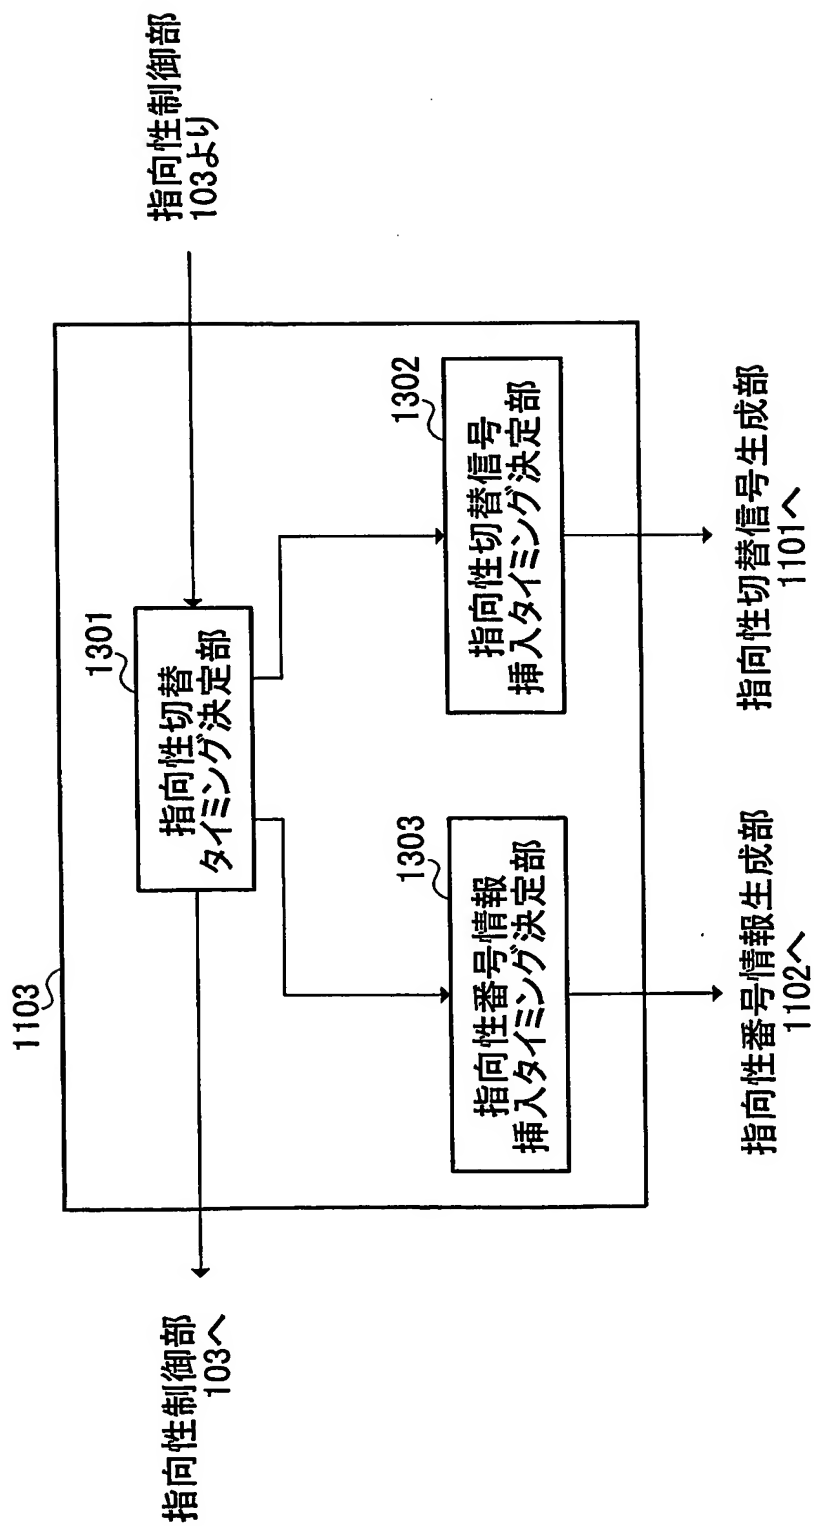 1103
指向性制御部
103より
1301
指向性切替
タイミング決定部
指向性制御部
103へ
1303
指向性番号情報
挿入タイミング決定部
1302
指向性切替信号
挿入タイミング決定部
指向性番号情報生成部
1102へ
指向性切替信号生成部
1101へ